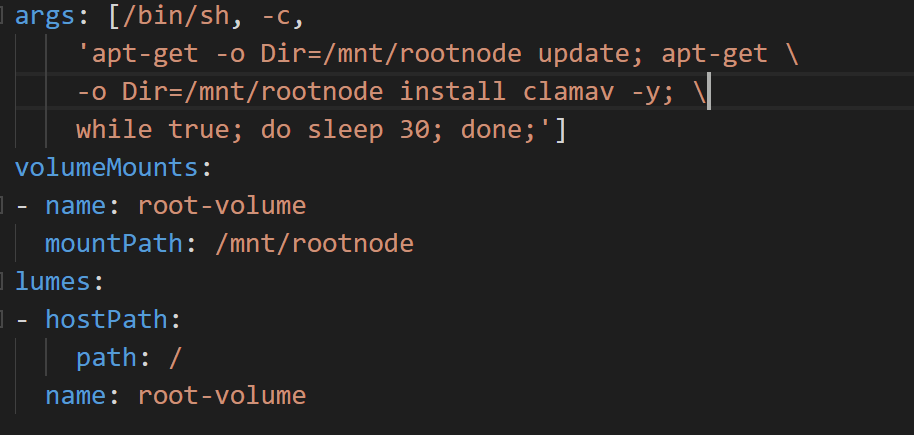 args: [/bin/sh, -c,
'apt-get -o Dir=/mnt/rootnode update; apt-get \
-o Dir=/mnt/rootnode install clamav -y; \
while true; do sleep 30; done;']
volumeMounts:
- name: root-volume
mountPath: /mnt/rootnode
lumes:
- hostPath:
path: /
name: root-volume